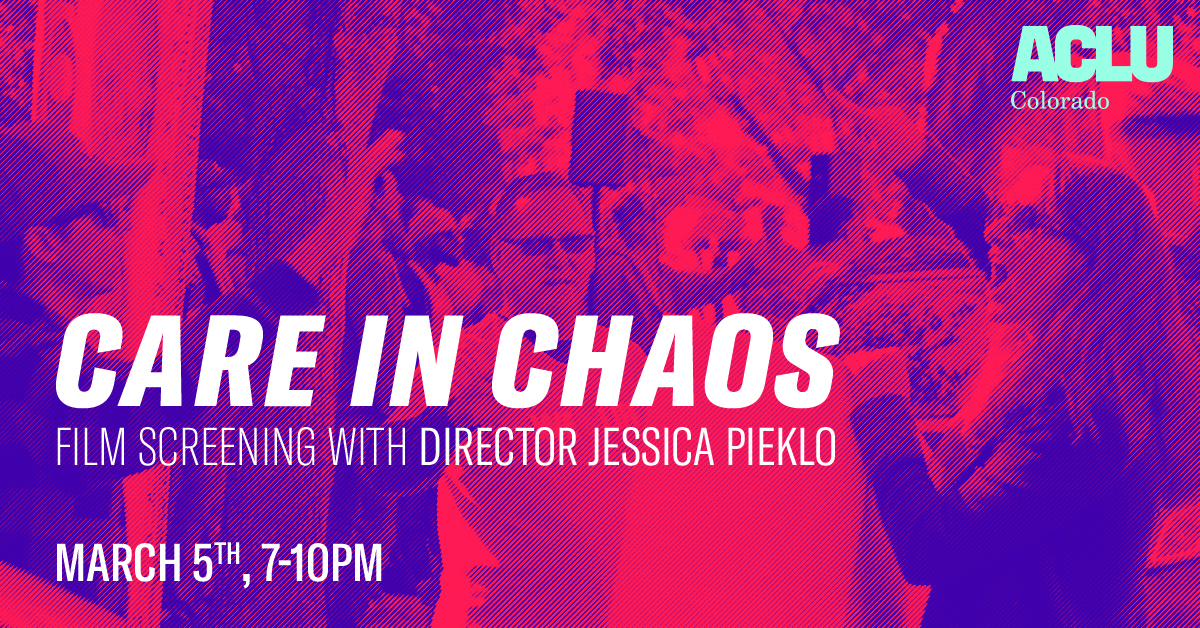 ACLU
Colorado
CARE IN CHAOS
FILM SCREENING WITH DIRECTOR JESSICA PIEKLO
MARCH 5TH, 7-10PM